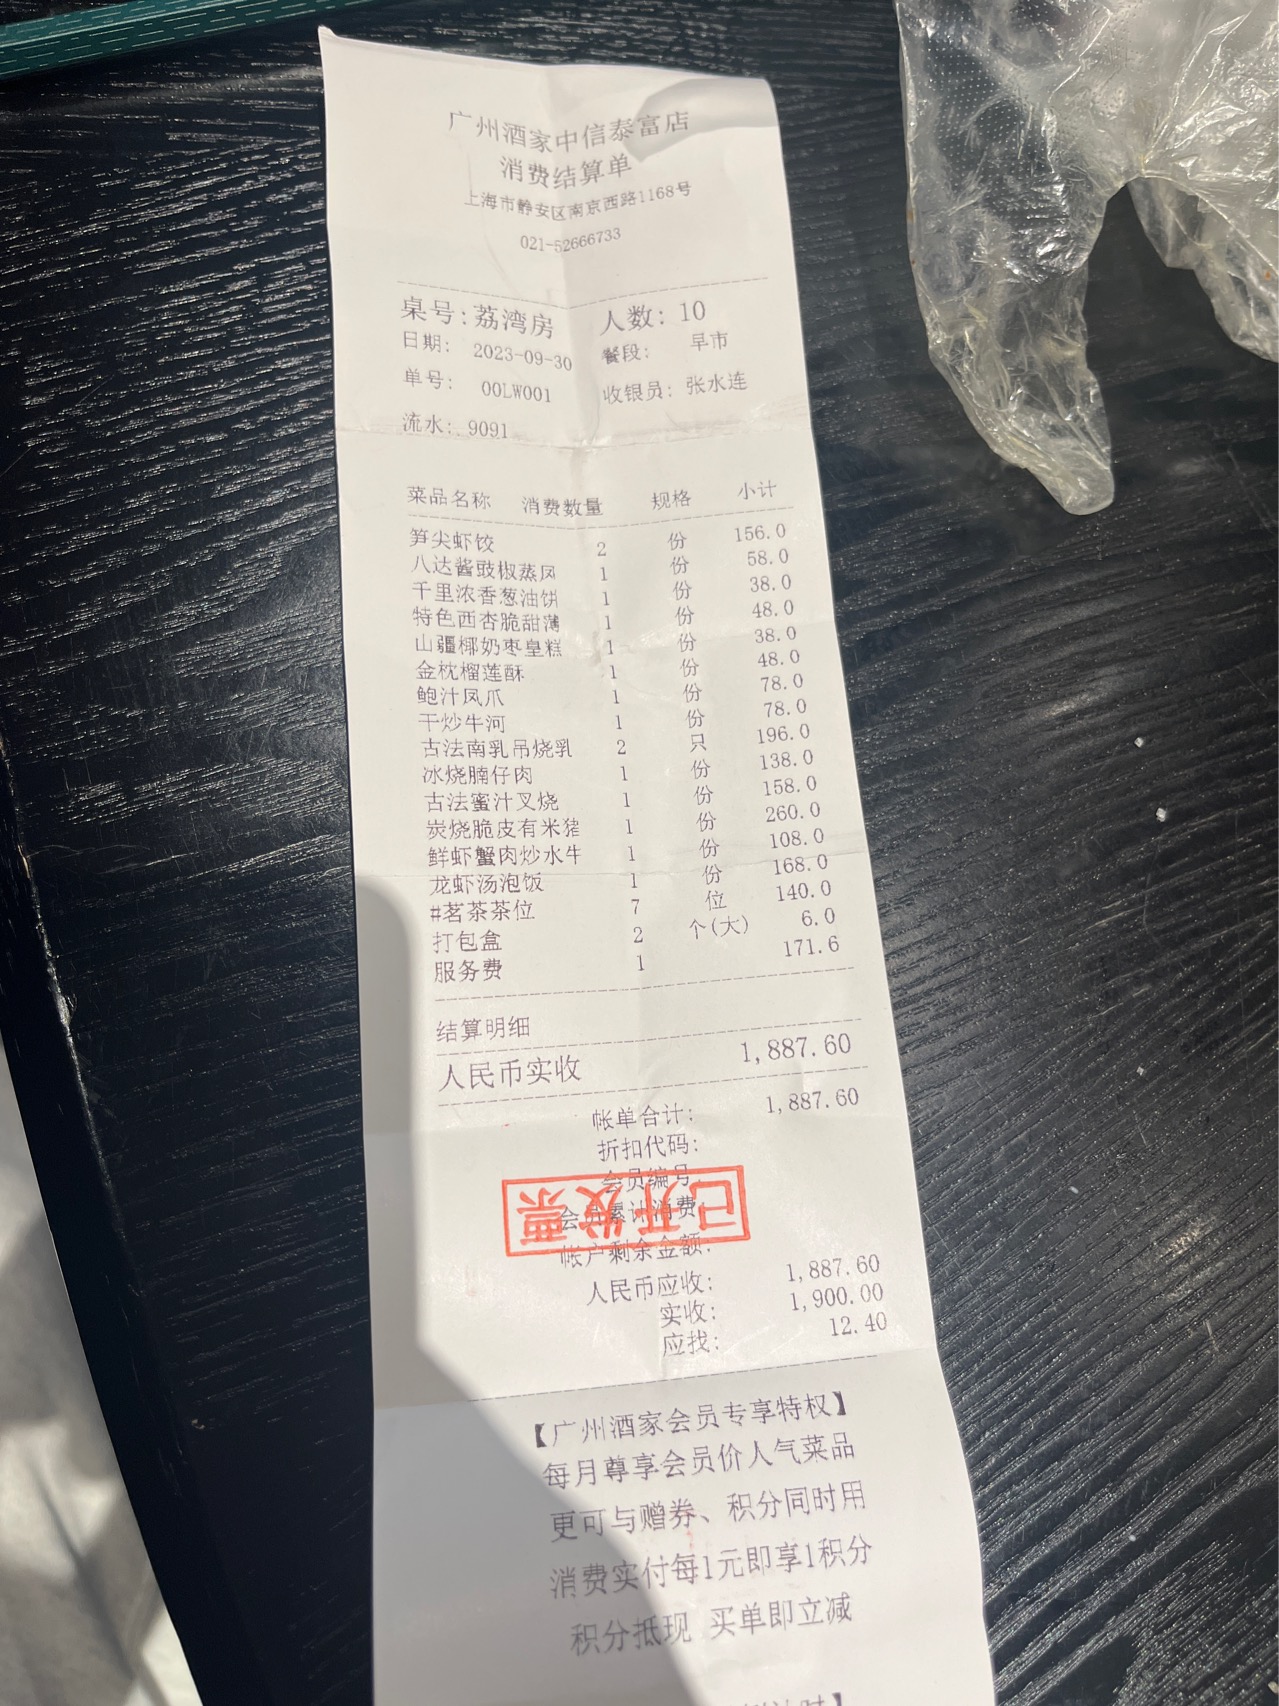 广州酒家中信泰富店
消费结算单
上海市静安区南京西路1168号
021-52666733
桌号: 荔湾房 人数: 10
日期: 2023-09-30 餐段: 早市
单号: 00LW001 收银员: 张水连
流水: 9091
菜品名称 消费数量 规格 小计
笋尖虾饺 2 份 156.0
八达酱豉椒蒸凤 1 份 58.0
千里浓香葱油饼 1 份 38.0
特色西杏脆甜薄 1 份 48.0
山疆椰奶枣皇糕 1 份 38.0
金枕榴莲酥 1 份 48.0
鲍汁凤爪 1 份 78.0
干炒牛河 1 份 78.0
古法南乳吊烧乳 2 只 196.0
冰烧腩仔肉 1 份 138.0
古法蜜汁叉烧 1 份 158.0
炭烧脆皮有米猪 1 份 260.0
鲜虾蟹肉炒水牛 1 份 108.0
龙虾汤泡饭 1 份 168.0
#茗茶茶位 7 位 140.0
打包盒 2 个(大) 6.0
服务费 1 171.6
结算明细
人民币实收 1,887.60
帐单合计: 1,887.60
折扣代码:
会员编号:
会员累计消费:
已开发票
帐户剩余金额:
人民币应收: 1,887.60
实收: 1,900.00
应找: 12.40
【广州酒家会员专享特权】
每月尊享会员价人气菜品
更可与赠券、积分同时用
消费实付每1元即享1积分
积分抵现 买单即立减